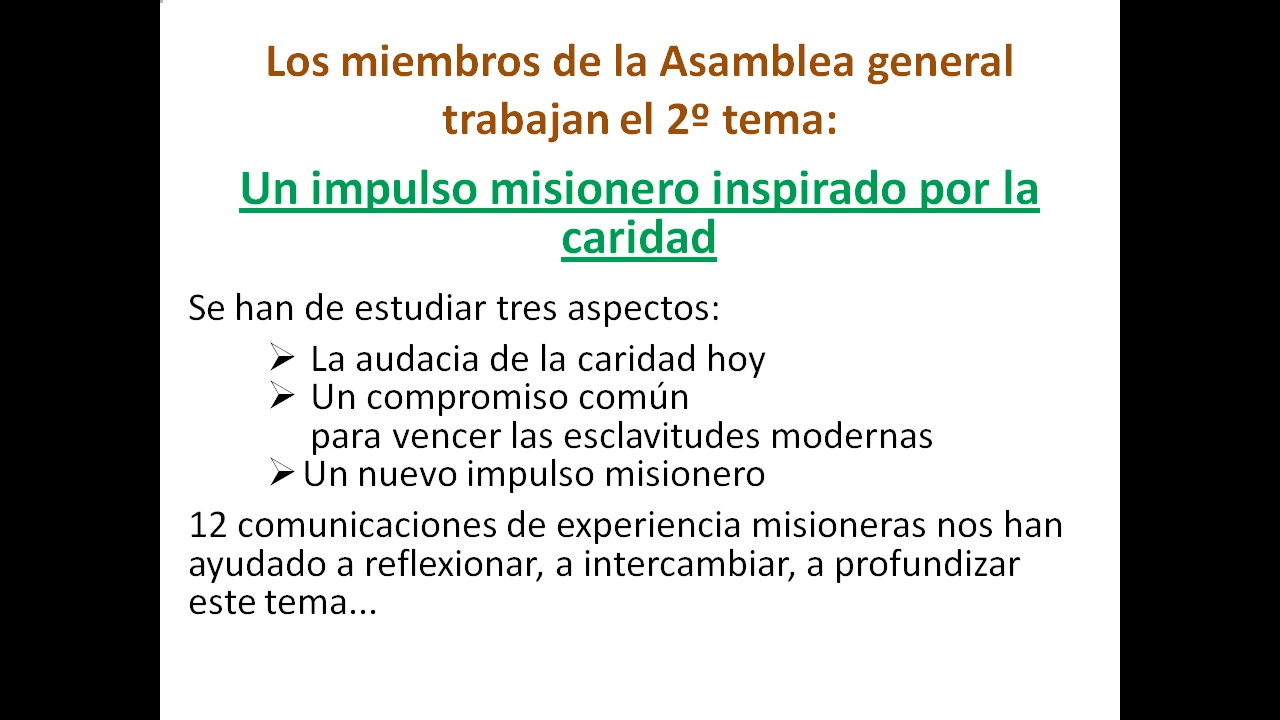 Los miembros de la Asamblea general
trabajan el 2º tema:
Un impulso misionero inspirado por la
caridad
Se han de estudiar tres aspectos:
➢ La audacia de la caridad hoy
➢ Un compromiso común
para vencer las esclavitudes modernas
➢ Un nuevo impulso misionero
12 comunicaciones de experiencia misioneras nos han
ayudado a reflexionar, a intercambiar, a profundizar
este tema...